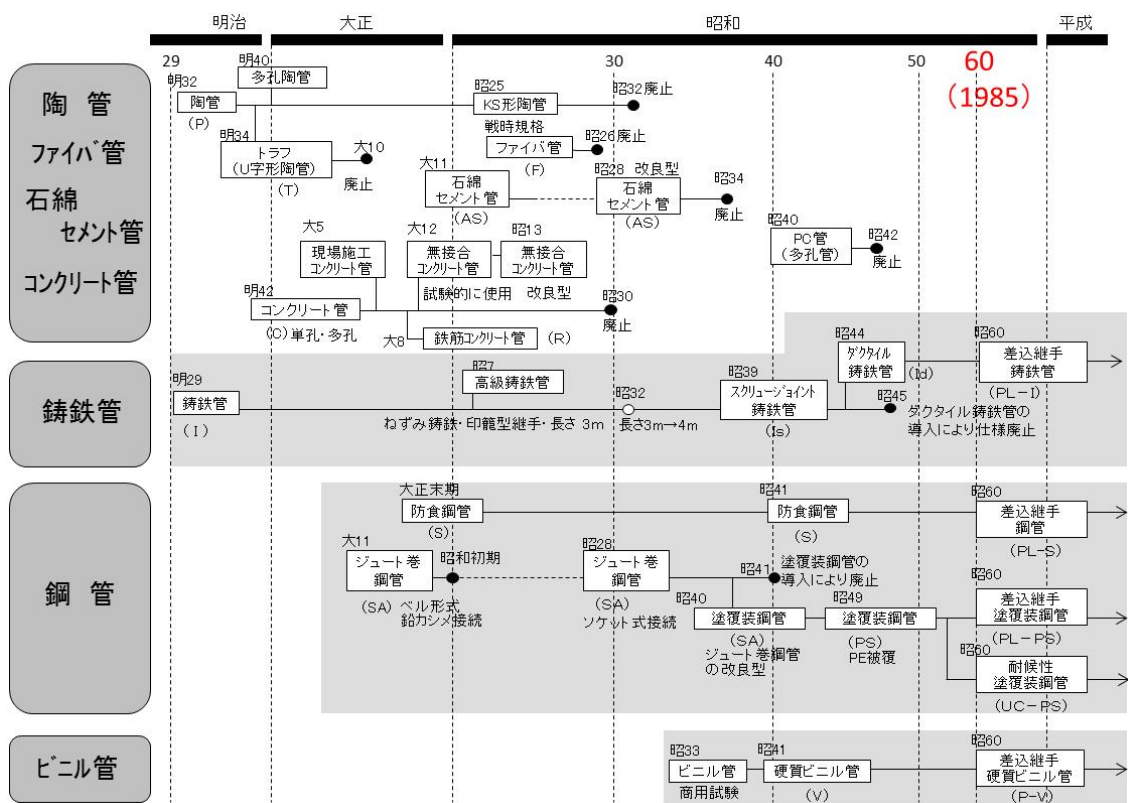 明治
大正
昭和
平成
29
30
40
50
60
(1985)
陶 管
ファイバ管
石綿
セメント管
コンクリート管
明32
陶管
(P)
明40
多孔陶管
明34
トラフ
(U字形陶管)
(T)
大10
廃止
昭25
KS形陶管
昭32 廃止
戦時規格
ファイバ管
(F)
昭26 廃止
大11
石綿
セメント管
(AS)
昭28 改良型
石綿
セメント管
(AS)
昭34
廃止
昭40
PC管
(多孔管)
昭42
廃止
大5
現場施工
コンクリート管
大12
無接合
コンクリート管
試験的に使用
昭13
無接合
コンクリート管
改良型
明42
コンクリート管
(C) 単孔・多孔
昭30
廃止
大8
鉄筋コンクリート管
(R)
鋳鉄管
明29
鋳鉄管
(I)
昭7
高級鋳鉄管
ねずみ鋳鉄・印籠型継手・長さ 3m
昭32
長さ3m→4m
昭39
スクリュージョイント
鋳鉄管
(Is)
昭44
ダクタイル
鋳鉄管
(Id)
昭45
ダクタイル鋳鉄管の
導入により仕様廃止
昭60
差込継手
鋳鉄管
(PL-I)
鋼 管
大正末期
防食鋼管
(S)
昭41
防食鋼管
(S)
昭60
差込継手
鋼管
(PL-S)
大11
ジュート巻
鋼管
(SA) ベル形式
鉛カシメ接続
昭和初期
昭28
ジュート巻
鋼管
(SA)
ソケット式接続
昭41
塗覆装鋼管の
導入により廃止
昭40
塗覆装鋼管
(SA)
ジュート巻鋼管
の改良型
昭49
塗覆装鋼管
(PS)
PE被覆
昭60
差込継手
塗覆装鋼管
(PL-PS)
昭60
耐候性
塗覆装鋼管
(UC-PS)
ビニル管
昭33
ビニル管
商用試験
昭41
硬質ビニル管
(V)
昭60
差込継手
硬質ビニル管
(P-V)